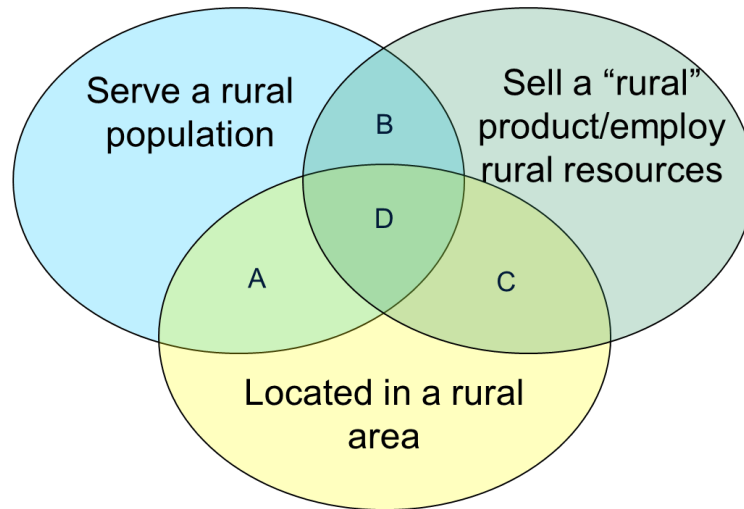 Serve a rural
population
Sell a “rural”
product/employ
rural resources
B
D
A
C
Located in a rural
area